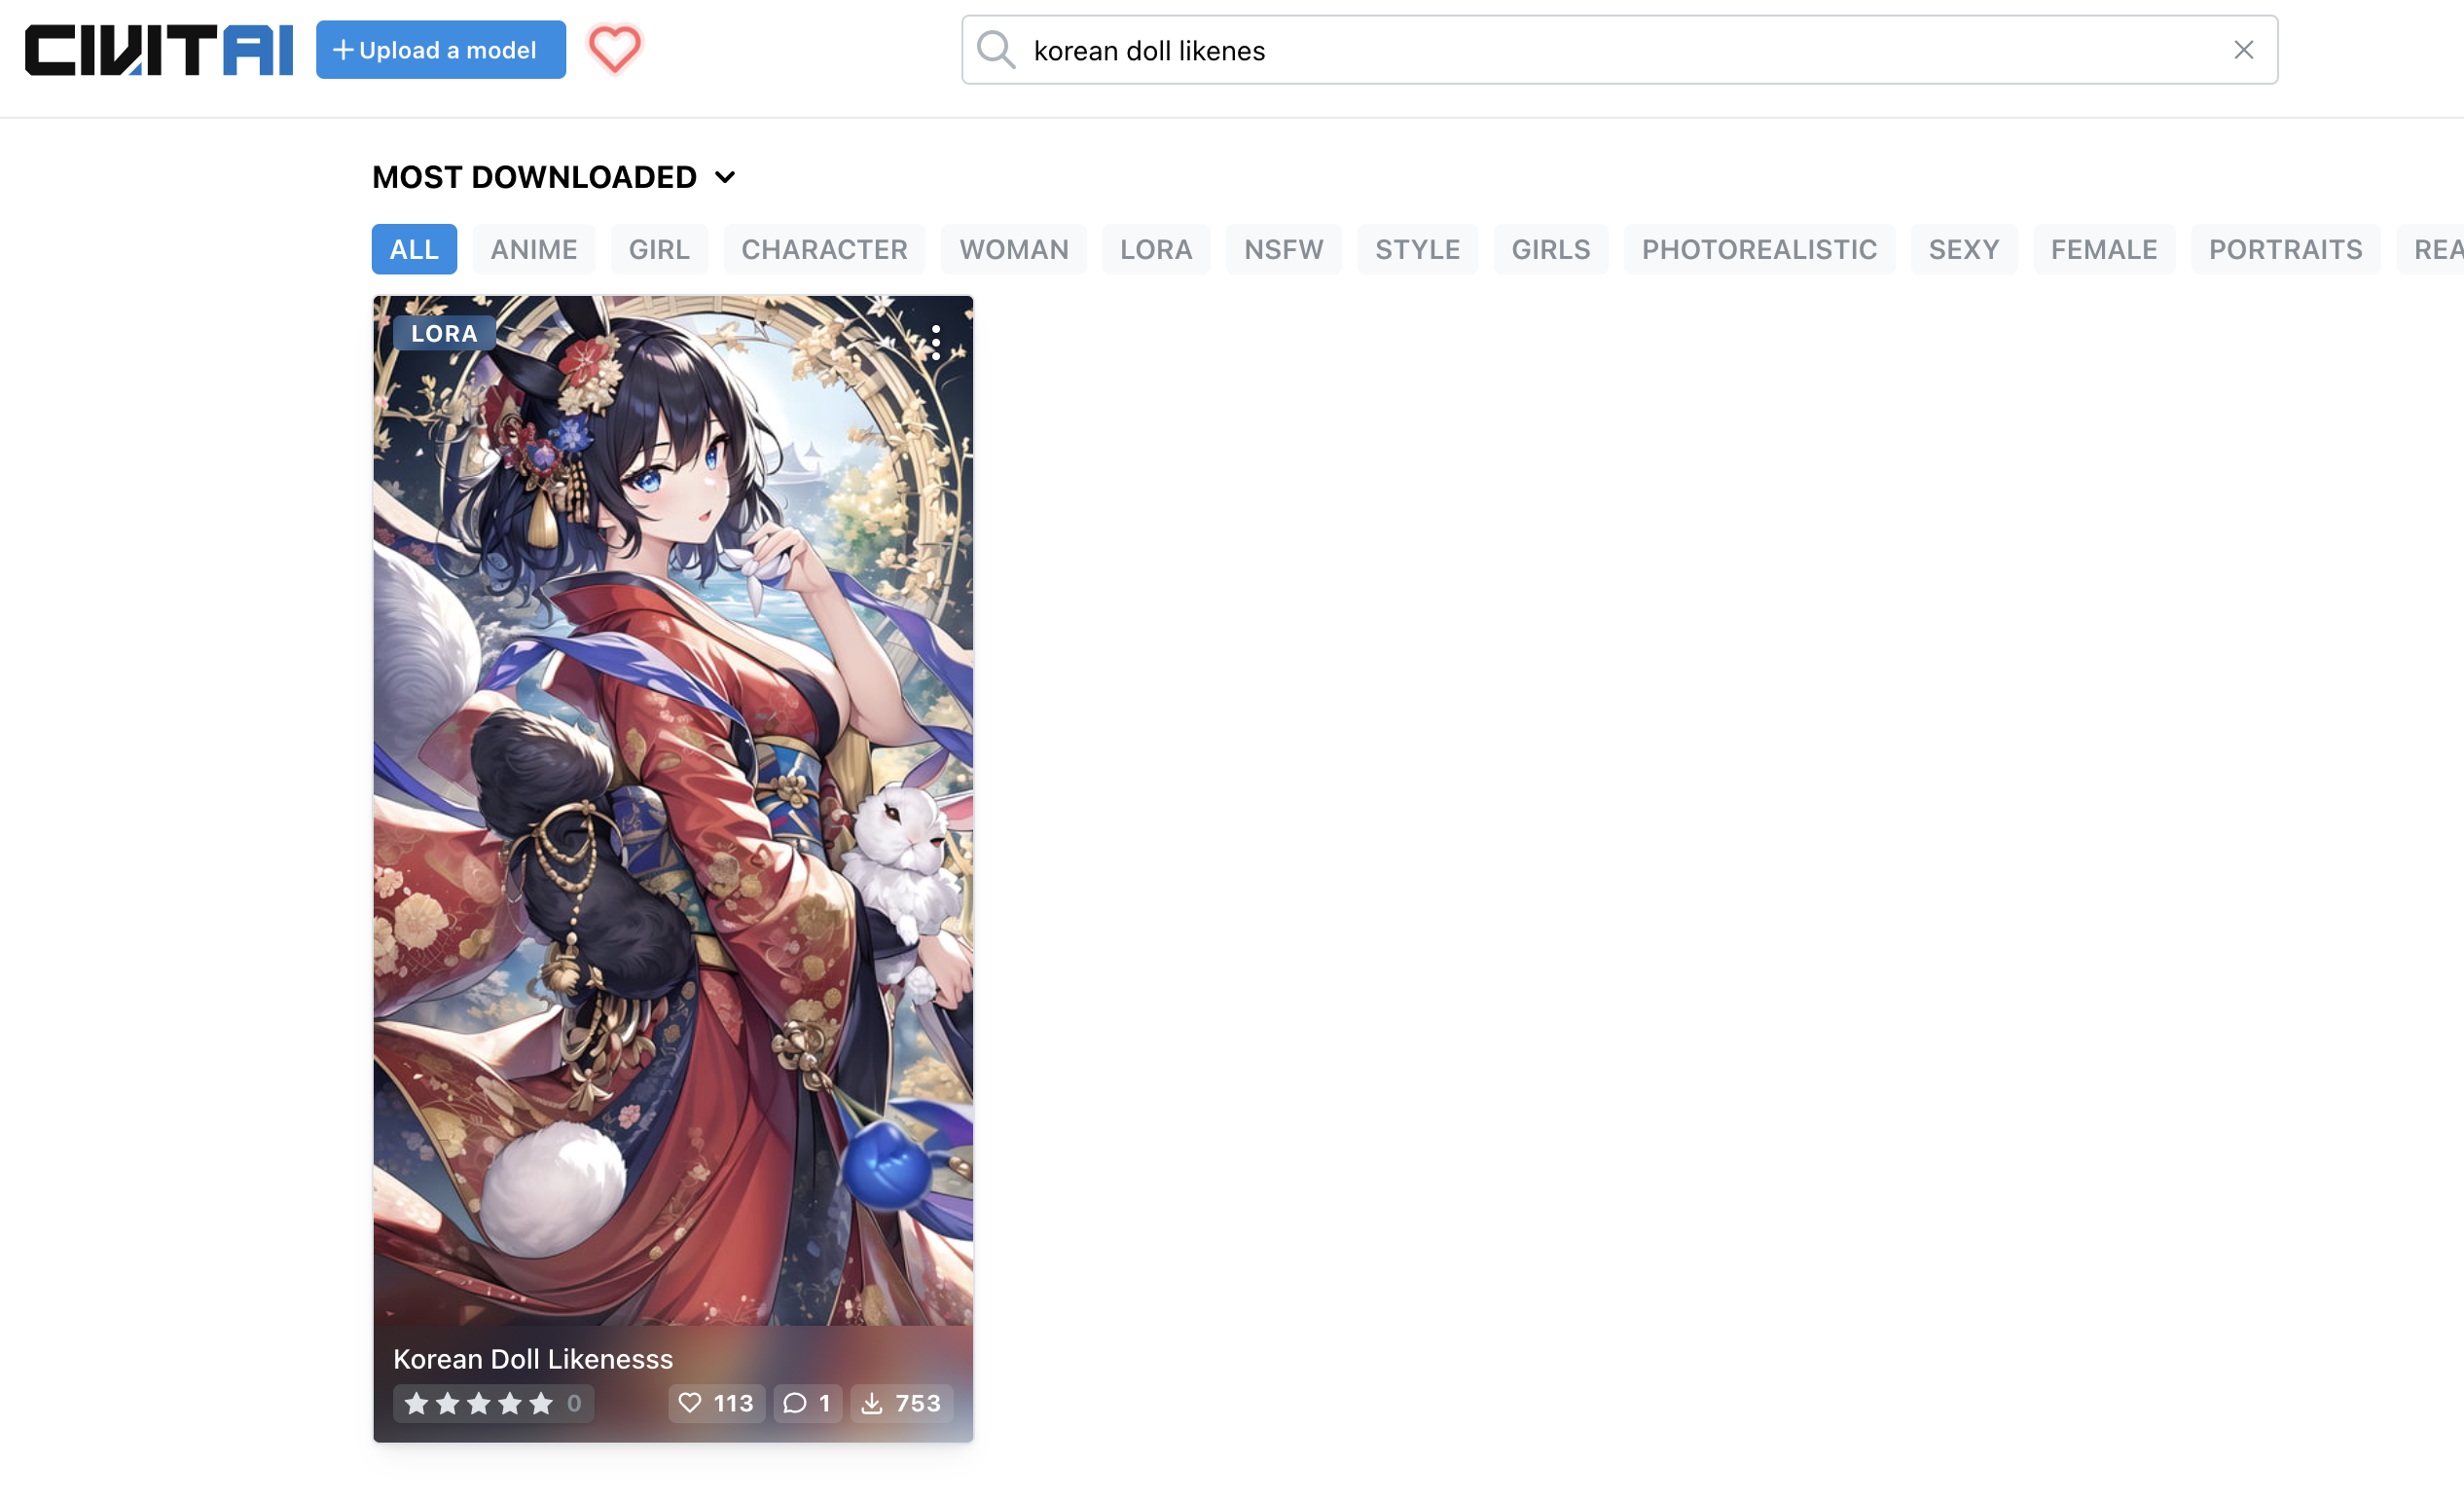 CIVITAI
Upload a model
korean doll likenes
MOST DOWNLOADED
ALL ANIME GIRL CHARACTER WOMAN LORA NSFW STYLE GIRLS PHOTOREALISTIC SEXY FEMALE PORTRAITS REA
LORA
Korean Doll Likenesss
0 113 1 753